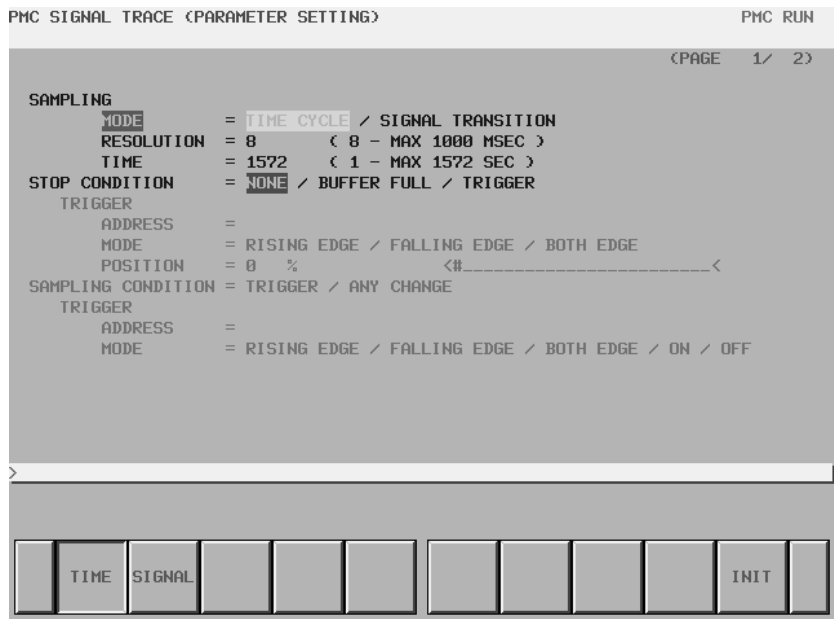 PMC SIGNAL TRACE (PARAMETER SETTING) PMC RUN
(PAGE 1/ 2)
SAMPLING
MODE = TIME CYCLE / SIGNAL TRANSITION
RESOLUTION = 8 ( 8 - MAX 1000 MSEC )
TIME = 1572 ( 1 - MAX 1572 SEC )
STOP CONDITION = NONE / BUFFER FULL / TRIGGER
TRIGGER
ADDRESS =
MODE = RISING EDGE / FALLING EDGE / BOTH EDGE
POSITION = 0 % <#________________________<
SAMPLING CONDITION = TRIGGER / ANY CHANGE
TRIGGER
ADDRESS =
MODE = RISING EDGE / FALLING EDGE / BOTH EDGE / ON / OFF
>
TIME SIGNAL INIT